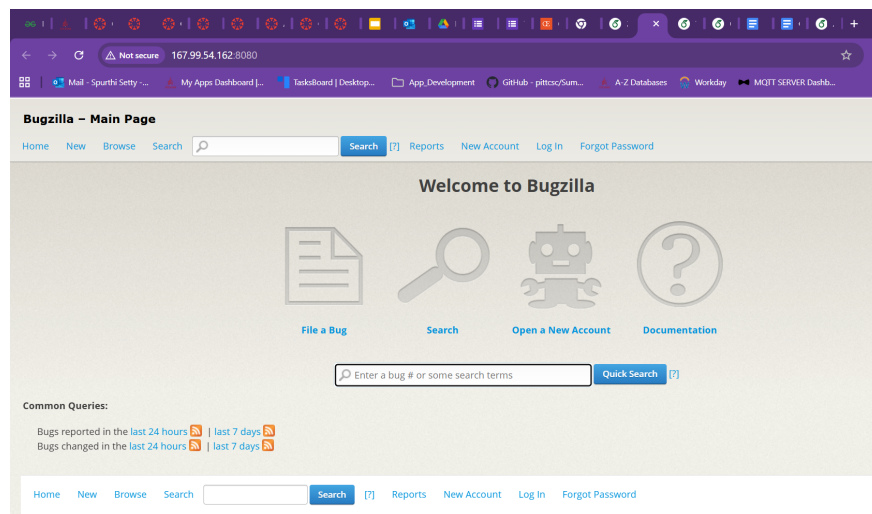 Not secure 167.99.54.162:8080
Mail - Spurthi Setty -... My Apps Dashboard |... TasksBoard | Desktop... App_Development GitHub - pittcsc/Sum... A-Z Databases Workday MQTT SERVER Dashb...
Bugzilla – Main Page
Home New Browse Search Search [?] Reports New Account Log In Forgot Password
Welcome to Bugzilla
File a Bug Search Open a New Account Documentation
Enter a bug # or some search terms Quick Search [?]
Common Queries:
Bugs reported in the last 24 hours | last 7 days
Bugs changed in the last 24 hours | last 7 days
Home New Browse Search Search [?] Reports New Account Log In Forgot Password